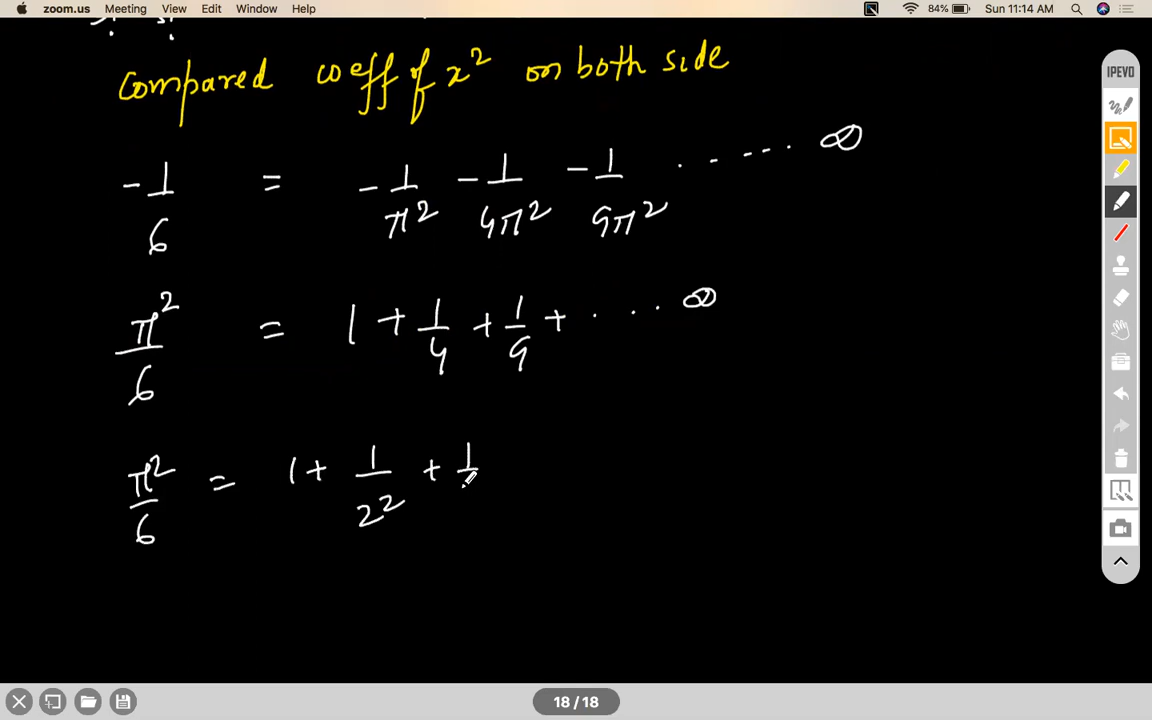 zoom.us Meeting View Edit Window Help 84% Sun 11:14 AM
Compared coeff of x² on both side
IPEVO
-1/6 = -1/π² -1/4π² -1/9π² ....... ∞
π²/6 = 1 + 1/4 + 1/9 + .... ∞
π²/6 = 1 + 1/2² + 1/
18 / 18